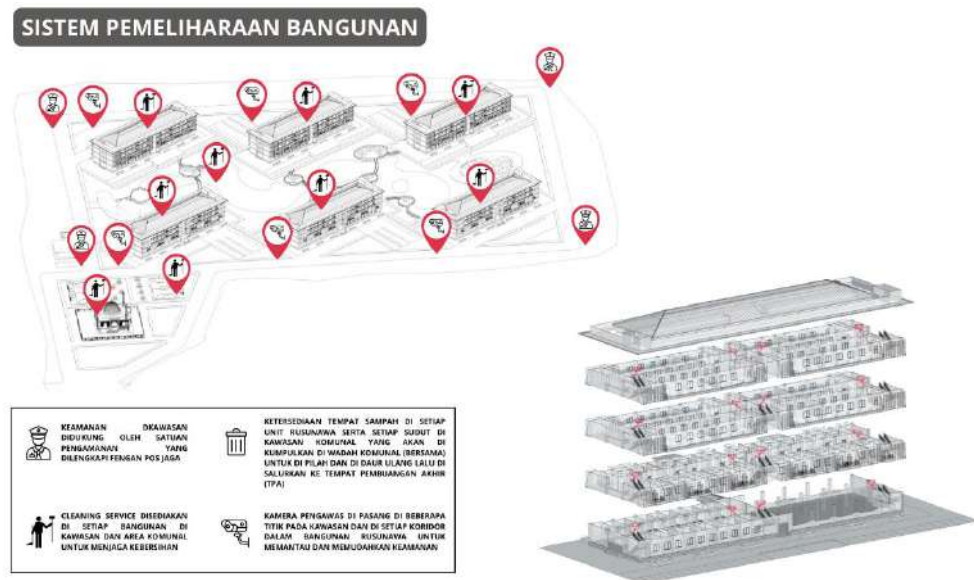 SISTEM PEMELIHARAAN BANGUNAN
KEAMANAN DKAWASAN
DIDUKUNG OLEH SATUAN
PENGAMANAN YANG
DILENGKAPI FENGAN POS JAGA
KETERSEDIAAN TEMPAT SAMPAH DI SETIAP
UNIT RUSUNAWA SERTA SETIAP SUDUT DI
KAWASAN KOMUNAL YANG AKAN DI
KUMPULKAN DI WADAH KOMUNAL (BERSAMA)
UNTUK DI PILAH DAN DI DAUR ULANG LALU DI
SALURKAN KE TEMPAT PEMBUANGAN AKHIR
(TPA)
CLEANING SERVICE DISEDIAKAN
DI SETIAP BANGUNAN DI
KAWASAN DAN AREA KOMUNAL
UNTUK MENJAGA KEBERSIHAN
KAMERA PENGAWAS DI PASANG DI BEBERAPA
TITIK PADA KAWASAN DAN DI SETIAP KORIDOR
DALAM BANGUNAN RUSUNAWA UNTUK
MEMANTAU DAN MEMUDAHKAN KEAMANAN